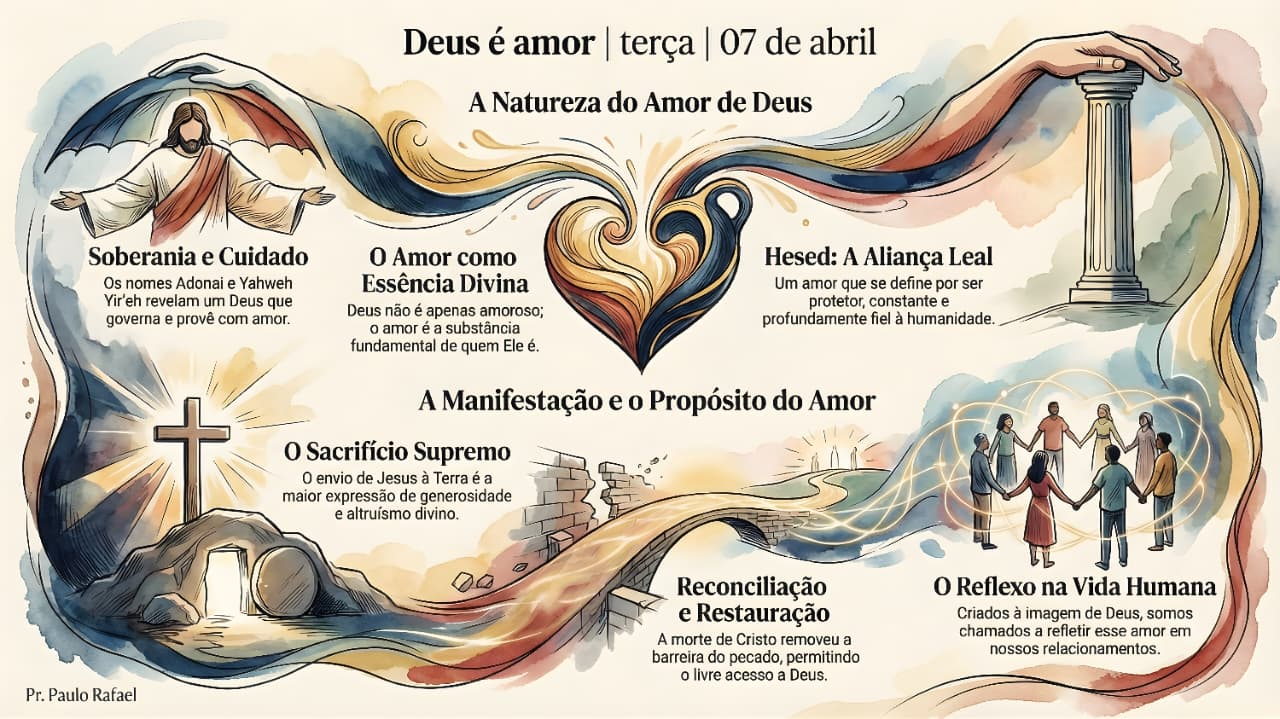 Deus é amor | terça | 07 de abril
A Natureza do Amor de Deus
Soberania e Cuidado
Os nomes Adonai e Yahweh
Yir'eh revelam um Deus que
governa e provê com amor.
O Amor como
Essência Divina
Deus não é apenas amoroso;
o amor é a substância
fundamental de quem Ele é.
Hesed: A Aliança Leal
Um amor que se define por ser
protetor, constante e
profundamente fiel à humanidade.
A Manifestação e o Propósito do Amor
O Sacrifício Supremo
O envio de Jesus à Terra é a
maior expressão de generosidade
e altruísmo divino.
Reconciliação
e Restauração
A morte de Cristo removeu a
barreira do pecado, permitindo
o livre acesso a Deus.
O Reflexo na Vida Humana
Criados à imagem de Deus, somos
chamados a refletir esse amor em
nossos relacionamentos.
Pr. Paulo Rafael